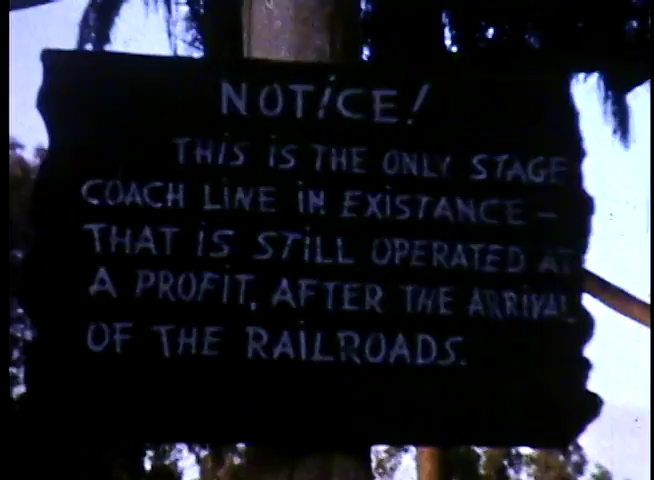 NOTICE!
THIS IS THE ONLY STAGE
COACH LINE IN EXISTANCE -
THAT IS STILL OPERATED AT
A PROFIT. AFTER THE ARRIVAL
OF THE RAILROADS.